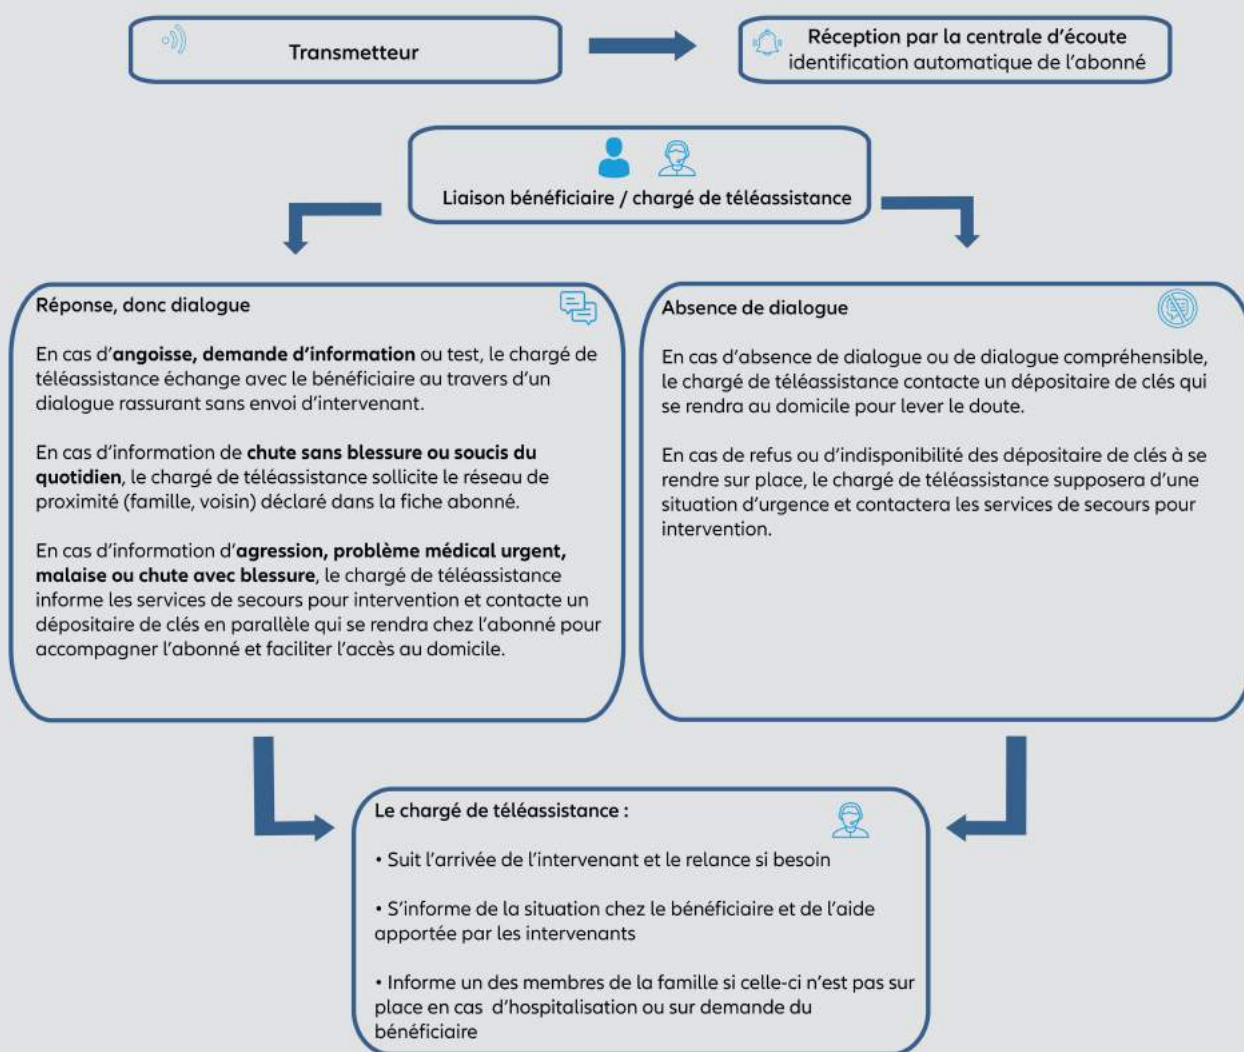 Transmetteur
Réception par la centrale d'écoute
identification automatique de l'abonné
Liaison bénéficiaire / chargé de téléassistance
Réponse, donc dialogue
En cas d'angoisse, demande d'information ou test, le chargé de
téléassistance échange avec le bénéficiaire au travers d'un
dialogue rassurant sans envoi d'intervenant.
En cas d'information de chute sans blessure ou soucis du
quotidien, le chargé de téléassistance sollicite le réseau de
proximité (famille, voisin) déclaré dans la fiche abonné.
En cas d'information d'agression, problème médical urgent,
malaise ou chute avec blessure, le chargé de téléassistance
informe les services de secours pour intervention et contacte un
dépositaire de clés en parallèle qui se rendra chez l'abonné pour
accompagner l'abonné et faciliter l'accès au domicile.
Absence de dialogue
En cas d'absence de dialogue ou de dialogue compréhensible,
le chargé de téléassistance contacte un dépositaire de clés qui
se rendra au domicile pour lever le doute.
En cas de refus ou d'indisponibilité des dépositaire de clés à se
rendre sur place, le chargé de téléassistance supposera d'une
situation d'urgence et contactera les services de secours pour
intervention.
Le chargé de téléassistance :
• Suit l'arrivée de l'intervenant et le relance si besoin
• S'informe de la situation chez le bénéficiaire et de l'aide
apportée par les intervenants
• Informe un des membres de la famille si celle-ci n'est pas sur
place en cas d'hospitalisation ou sur demande du
bénéficiaire